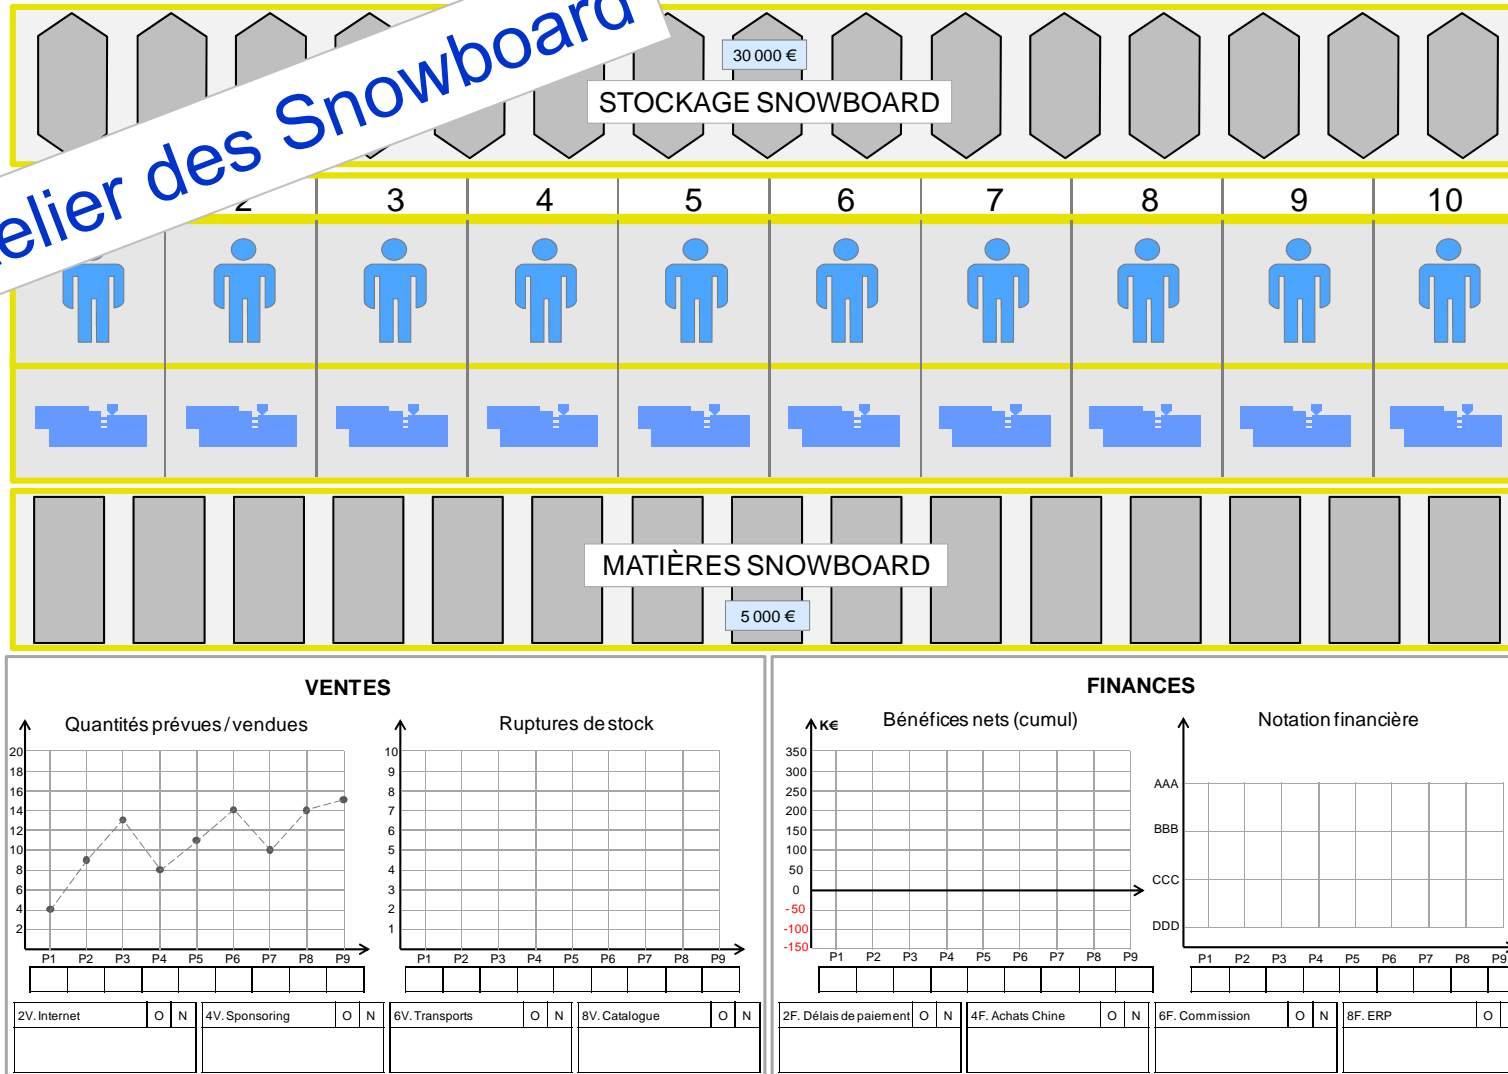 elier des Snowboard
30 000 €
STOCKAGE SNOWBOARD
2 3 4 5 6 7 8 9 10
MATIÈRES SNOWBOARD
5 000 €
VENTES
Quantités prévues / vendues
20
18
16
14
12
10
8
6
4
2
P1 P2 P3 P4 P5 P6 P7 P8 P9
Ruptures de stock
10
9
8
7
6
5
4
3
2
1
P1 P2 P3 P4 P5 P6 P7 P8 P9
2V. Internet O N
4V. Sponsoring O N
6V. Transports O N
8V. Catalogue O N
FINANCES
Bénéfices nets (cumul)
K€
350
300
250
200
150
100
50
0
-50
-100
-150
P1 P2 P3 P4 P5 P6 P7 P8 P9
Notation financière
AAA
BBB
CCC
DDD
P1 P2 P3 P4 P5 P6 P7 P8 P9
2F. Délais de paiement O N
4F. Achats Chine O N
6F. Commission O N
8F. ERP O